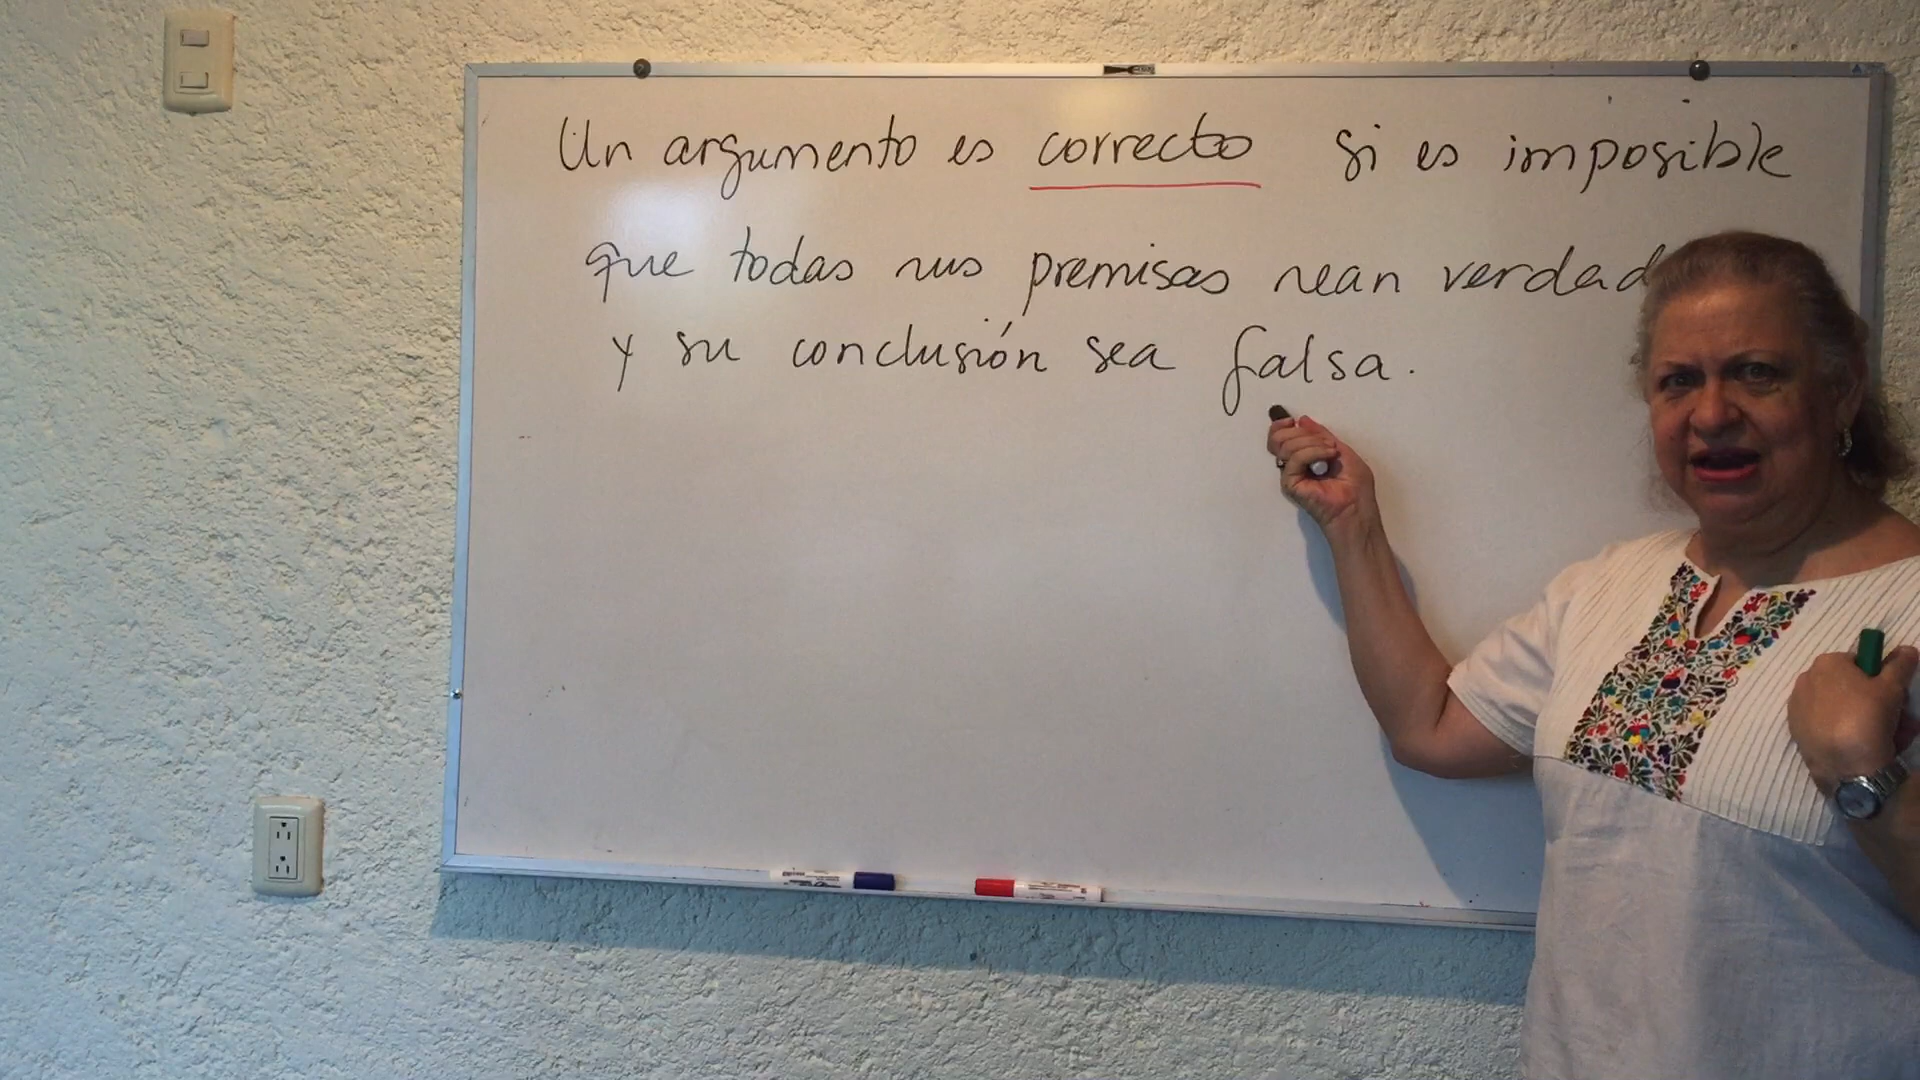 Un argumento es correcto si es imposible
que todas sus premisas sean verdad
y su conclusión sea falsa.